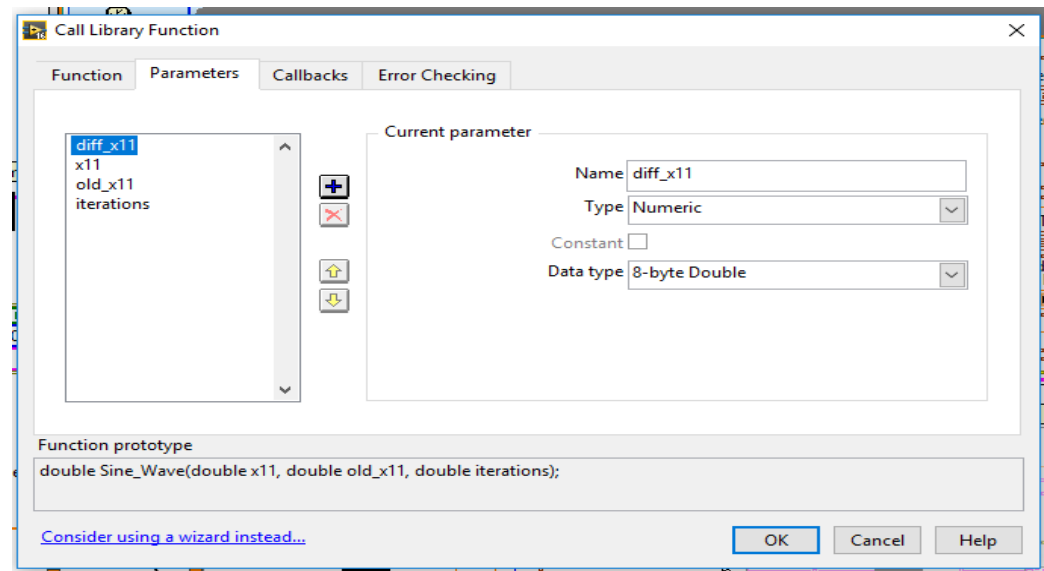 Call Library Function
Function Parameters Callbacks Error Checking
diff_x11
x11
old_x11
iterations
Current parameter
Name diff_x11
Type Numeric
Constant
Data type 8-byte Double
Function prototype
double Sine_Wave(double x11, double old_x11, double iterations);
Consider using a wizard instead...
OK Cancel Help